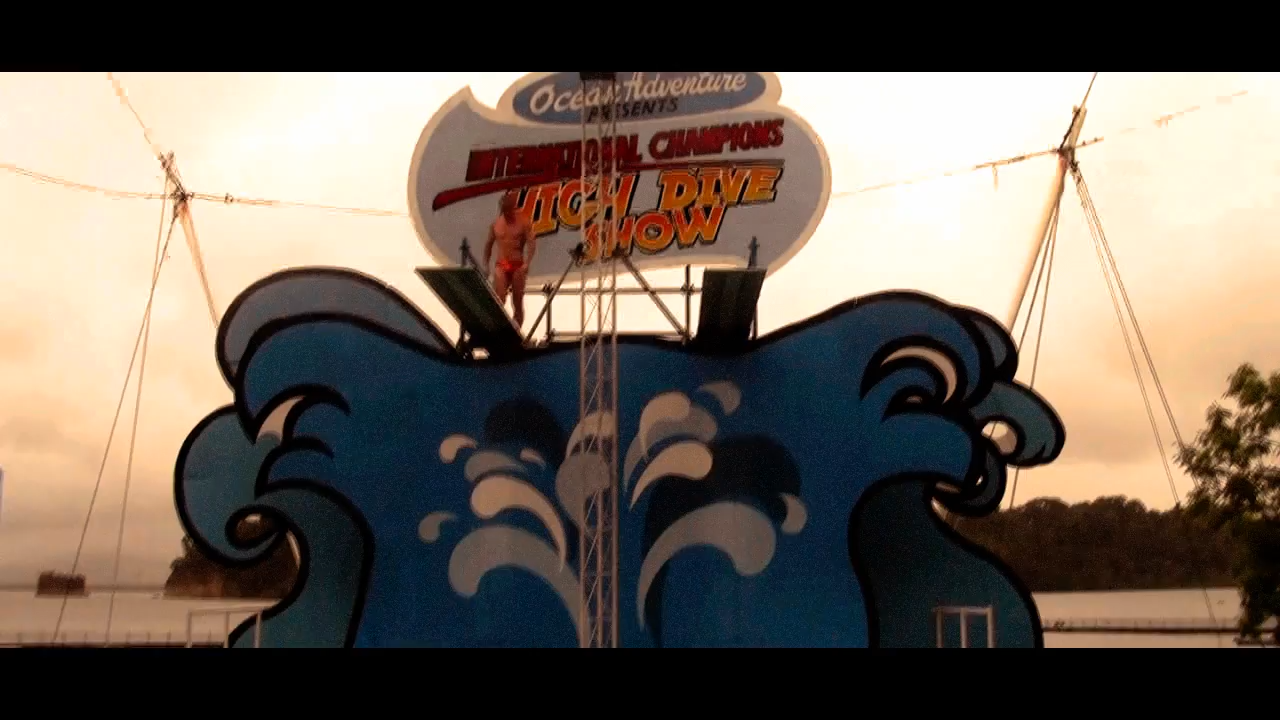 Ocean Adventure
PRESENTS
INTERNATIONAL CHAMPIONS
HIGH DIVE
SHOW